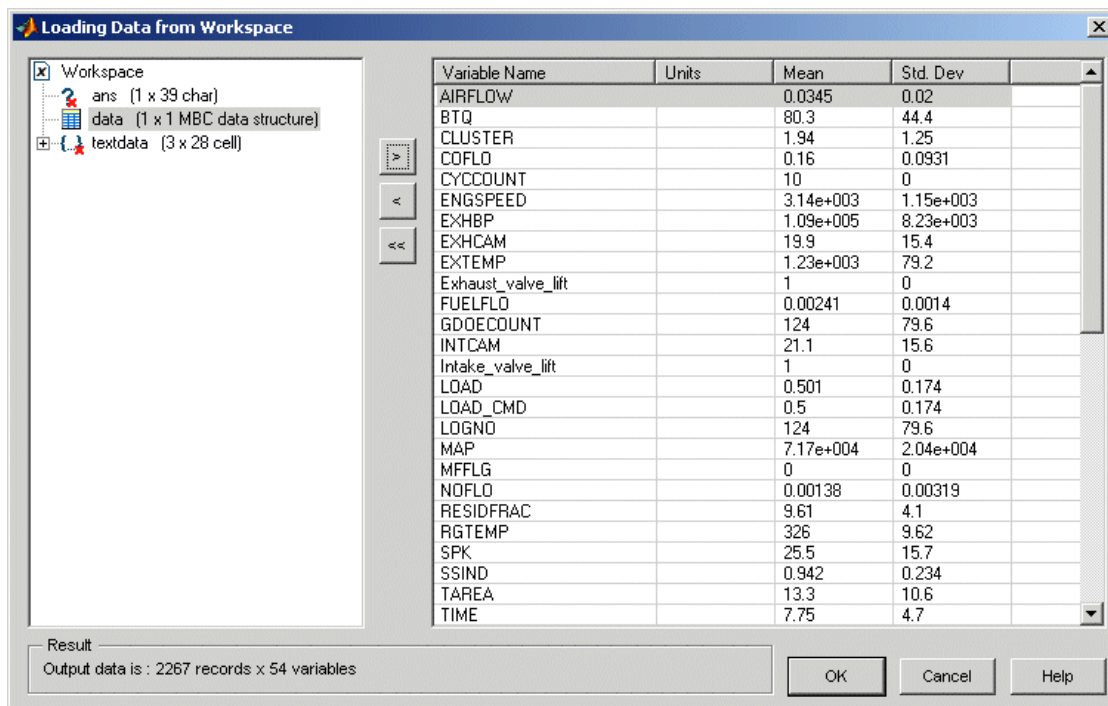 Loading Data from Workspace
Workspace
ans (1 x 39 char)
data (1 x 1 MBC data structure)
textdata (3 x 28 cell)
>
<
<<
Variable Name Units Mean Std. Dev
AIRFLOW 0.0345 0.02
BTQ 80.3 44.4
CLUSTER 1.94 1.25
COFLO 0.16 0.0931
CYCCOUNT 10 0
ENGSPEED 3.14e+003 1.15e+003
EXHBP 1.09e+005 8.23e+003
EXHCAM 19.9 15.4
EXTEMP 1.23e+003 79.2
Exhaust_valve_lift 1 0
FUELFLO 0.00241 0.0014
GDOECOUNT 124 79.6
INTCAM 21.1 15.6
Intake_valve_lift 1 0
LOAD 0.501 0.174
LOAD_CMD 0.5 0.174
LOGNO 124 79.6
MAP 7.17e+004 2.04e+004
MFFLG 0 0
NOFLO 0.00138 0.00319
RESIDFRAC 9.61 4.1
RGTEMP 326 9.62
SPK 25.5 15.7
SSIND 0.942 0.234
TAREA 13.3 10.6
TIME 7.75 4.7
Result
Output data is : 2267 records x 54 variables
OK Cancel Help